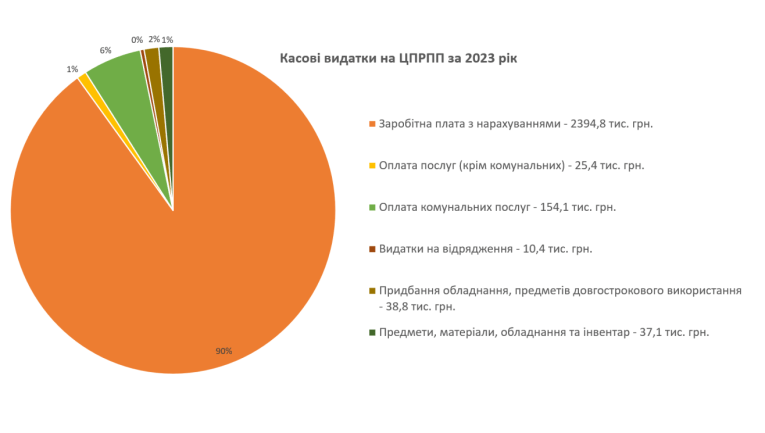 0% 2% 1%
6%
Касові видатки на ЦПРПП за 2023 рік
1%
Заробітна плата з нарахуваннями - 2394,8 тис. грн.
Оплата послуг (крім комунальних) - 25,4 тис. грн.
Оплата комунальних послуг - 154,1 тис. грн.
Видатки на відрядження - 10,4 тис. грн.
Придбання обладнання, предметів довгострокового використання
- 38,8 тис. грн.
Предмети, матеріали, обладнання та інвентар - 37,1 тис. грн.
90%